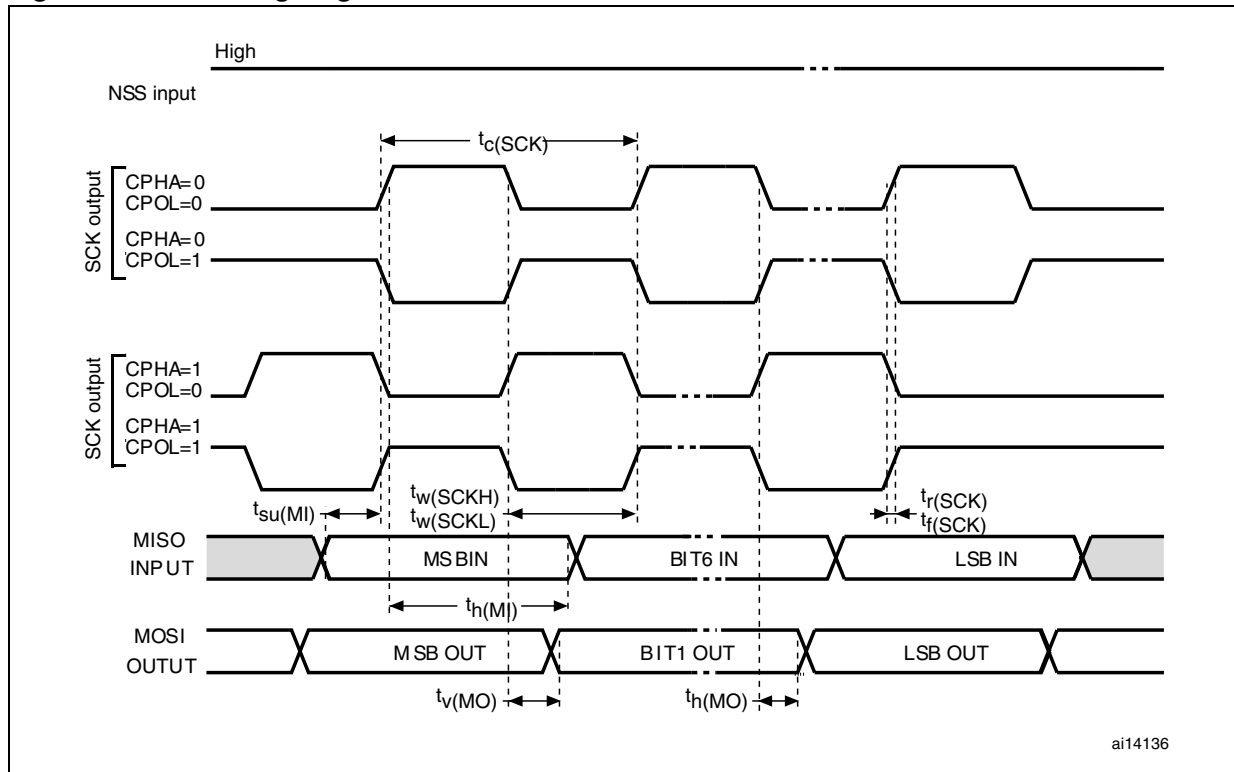 High
NSS input
tc(SCK)
SCK output
CPHA=0
CPOL=0
CPHA=0
CPOL=1
SCK output
CPHA=1
CPOL=0
CPHA=1
CPOL=1
tsu(MI)
tw(SCKH)
tw(SCKL)
tr(SCK)
tf(SCK)
MISO
INPUT
MSBIN
BIT6 IN
LSB IN
th(MI)
MOSI
OUTUT
MSB OUT
BIT1 OUT
LSB OUT
tv(MO)
th(MO)
ai14136